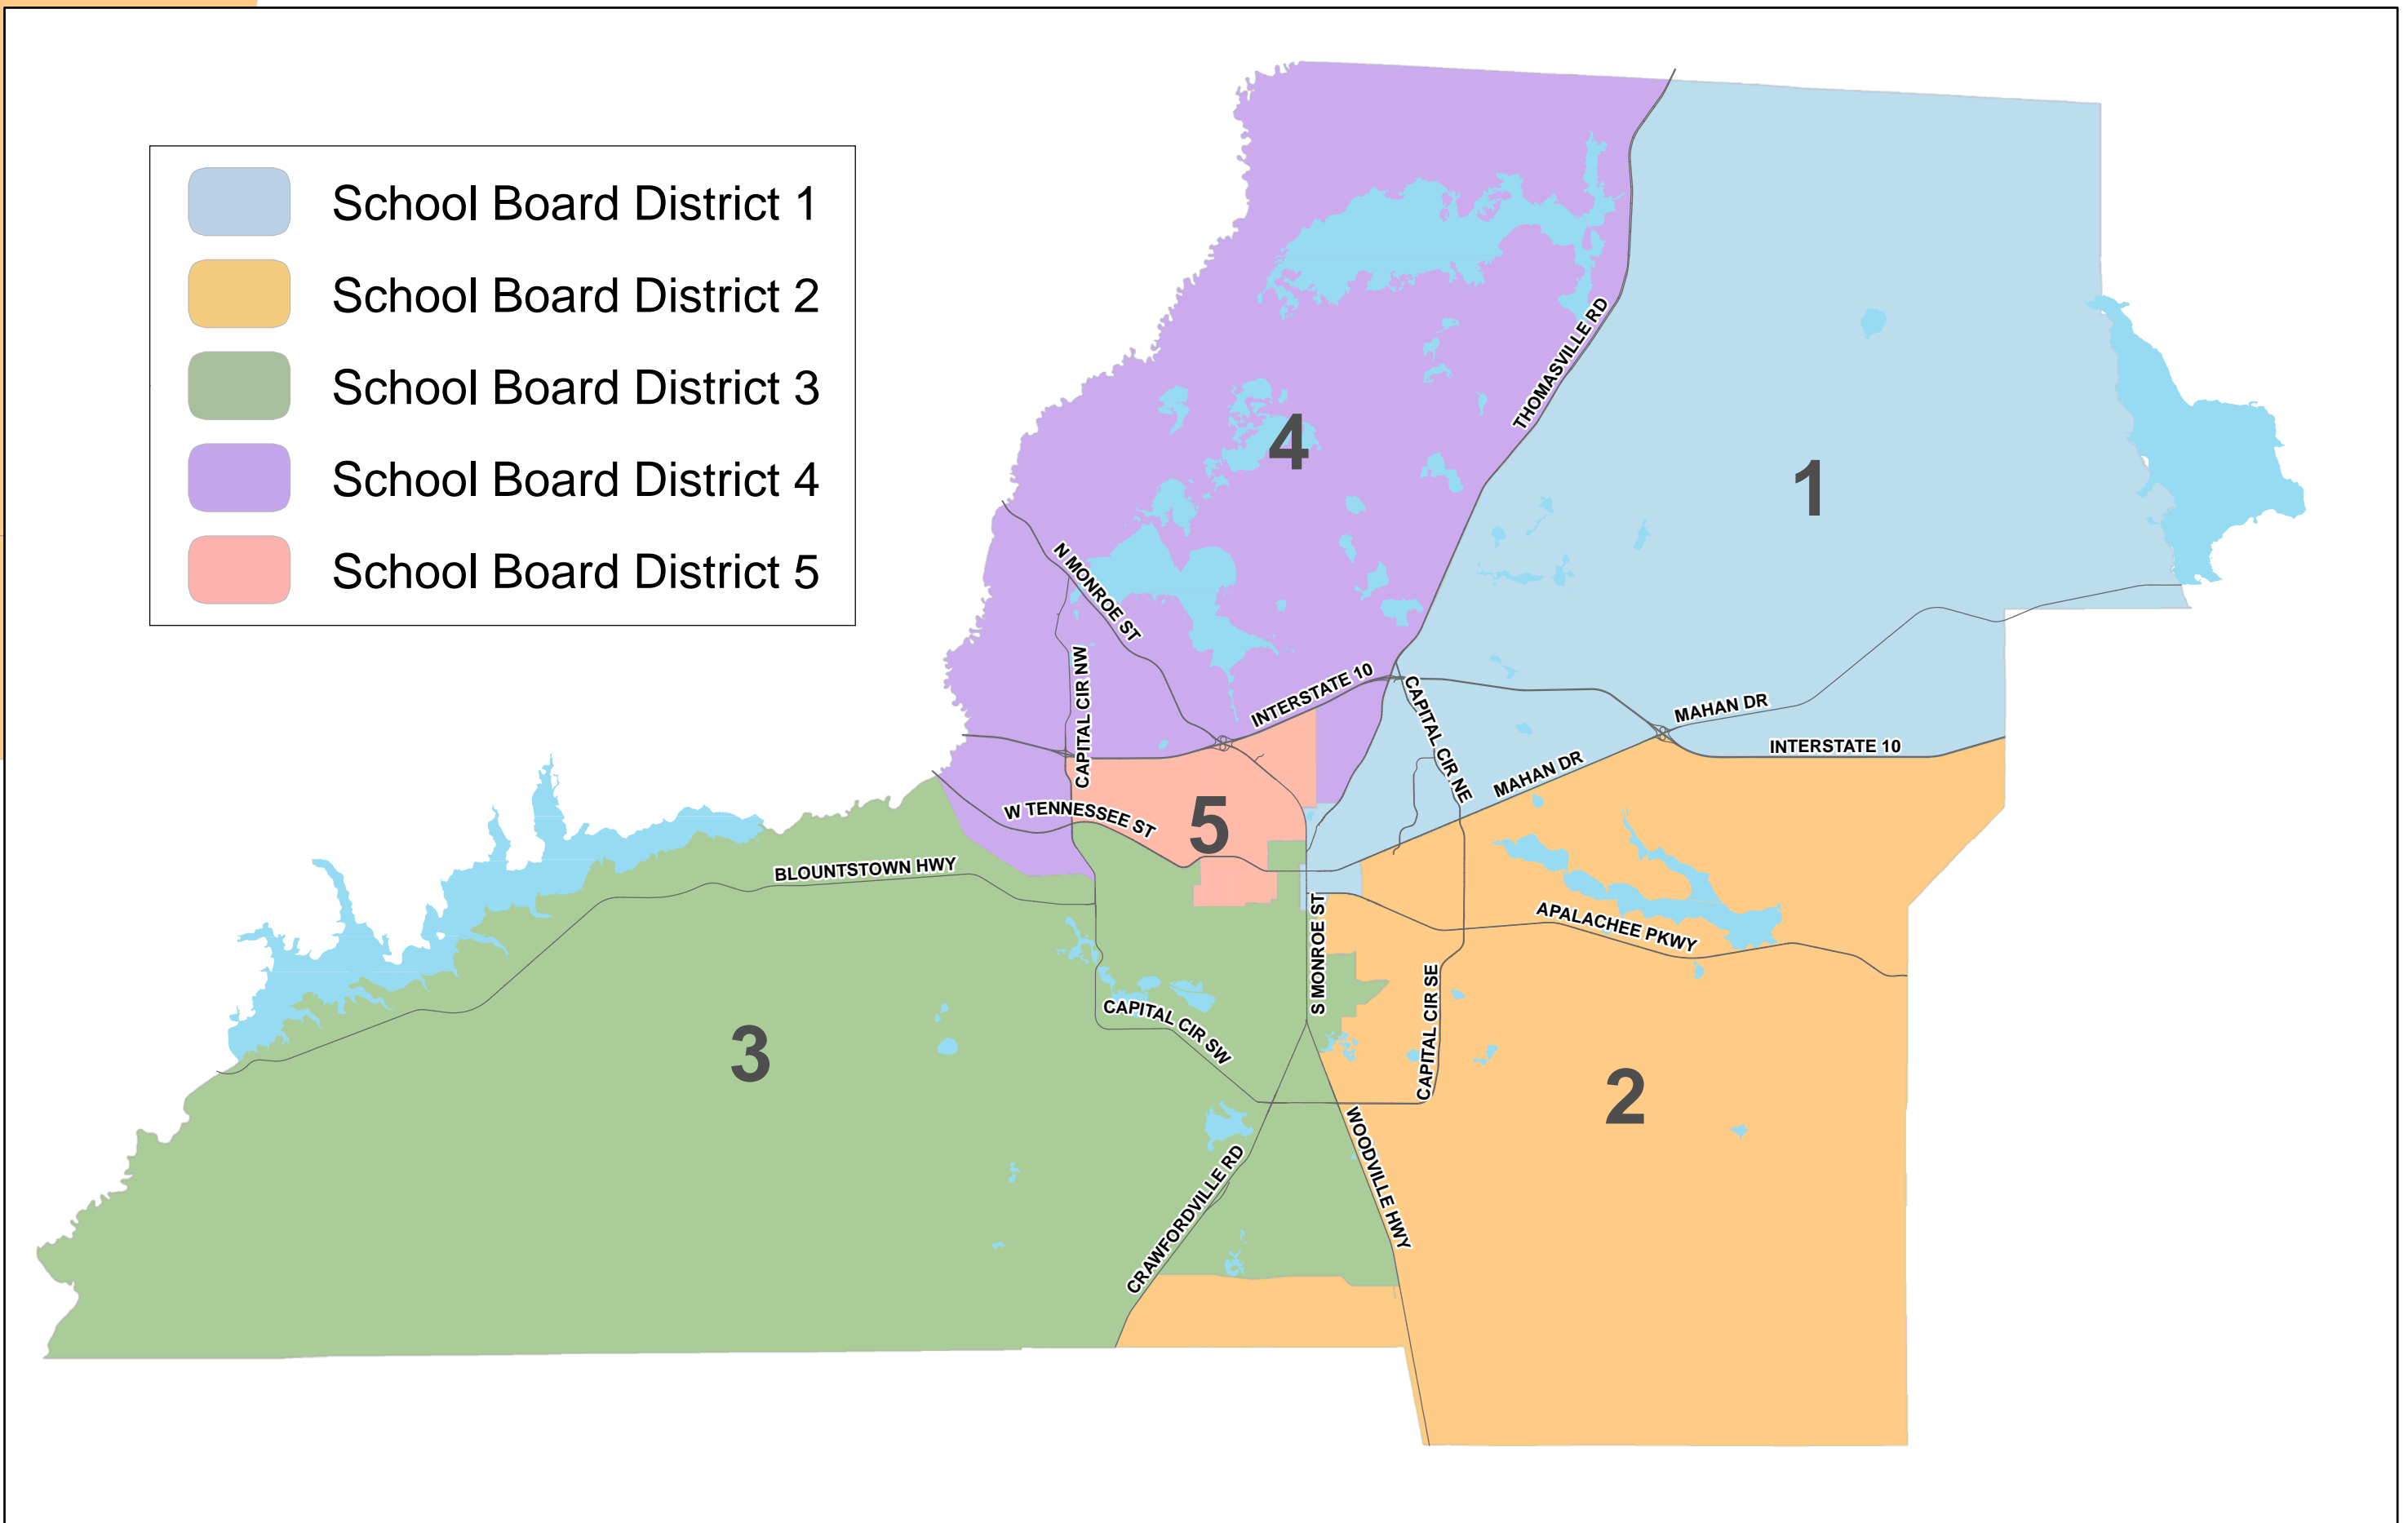 School Board District 1
School Board District 2
School Board District 3
School Board District 4
School Board District 5
THOMASVILLE RD
4
1
N MONROE ST
CAPITAL CIR NW
INTERSTATE 10
CAPITAL CIR NE
MAHAN DR
INTERSTATE 10
MAHAN DR
W TENNESSEE ST
5
BLOUNTSTOWN HWY
APALACHEE PKWY
S MONROE ST
CAPITAL CIR SE
CAPITAL CIR SW
3
2
WOODVILLE HWY
CRAWFORDVILLE RD